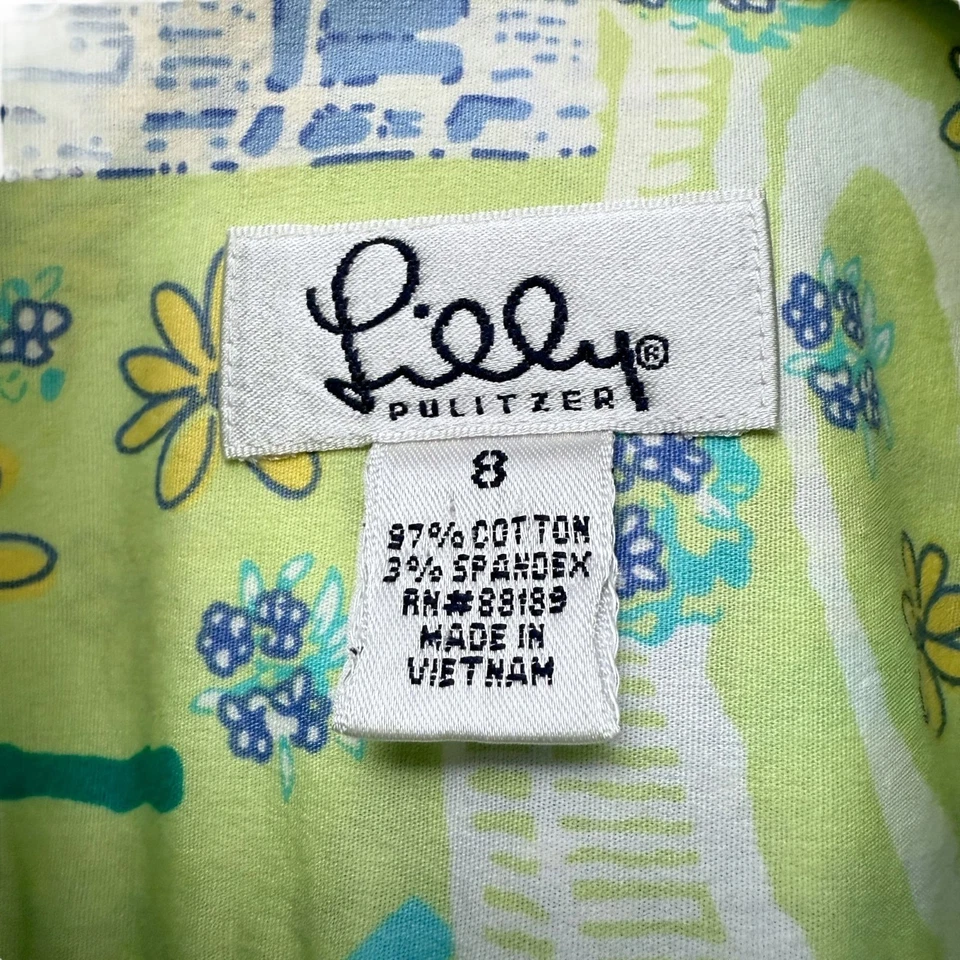 Lilly®
PULITZER
8
97% COTTON
3% SPANDEX
RN#88189
MADE IN
VIETNAM